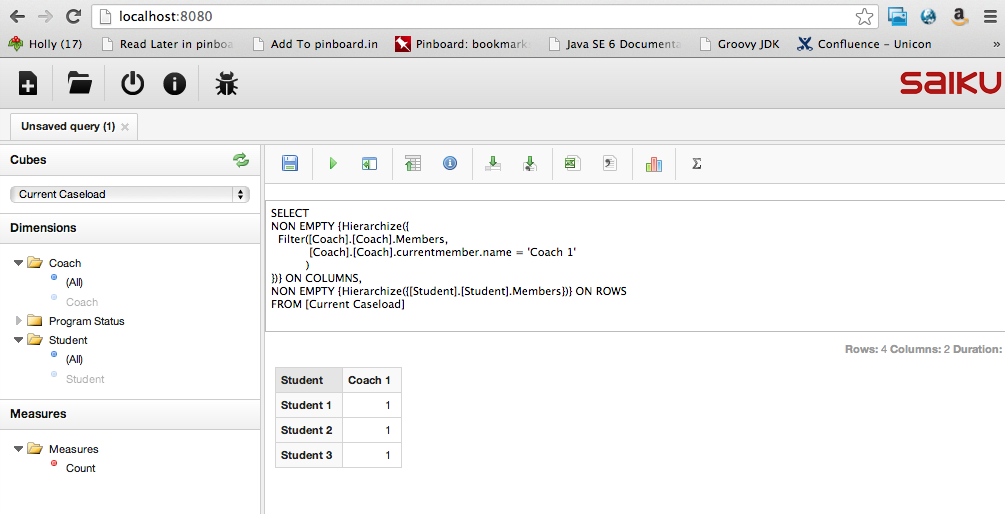 localhost:8080
Holly (17) Read Later in pinboa Add To pinboard.in Pinboard: bookmark Java SE 6 Documenta Groovy JDK Confluence - Unicon »
saiku
Unsaved query (1) ×
Cubes
Current Caseload
Dimensions
Coach
(All)
Coach
Program Status
Student
(All)
Student
Measures
Measures
Count
Σ
SELECT
NON EMPTY {Hierarchize({
Filter([Coach].[Coach].Members,
[Coach].[Coach].currentmember.name = 'Coach 1'
)
})} ON COLUMNS,
NON EMPTY {Hierarchize({[Student].[Student].Members})} ON ROWS
FROM [Current Caseload]
Rows: 4 Columns: 2 Duration:
Student Coach 1
Student 1 1
Student 2 1
Student 3 1